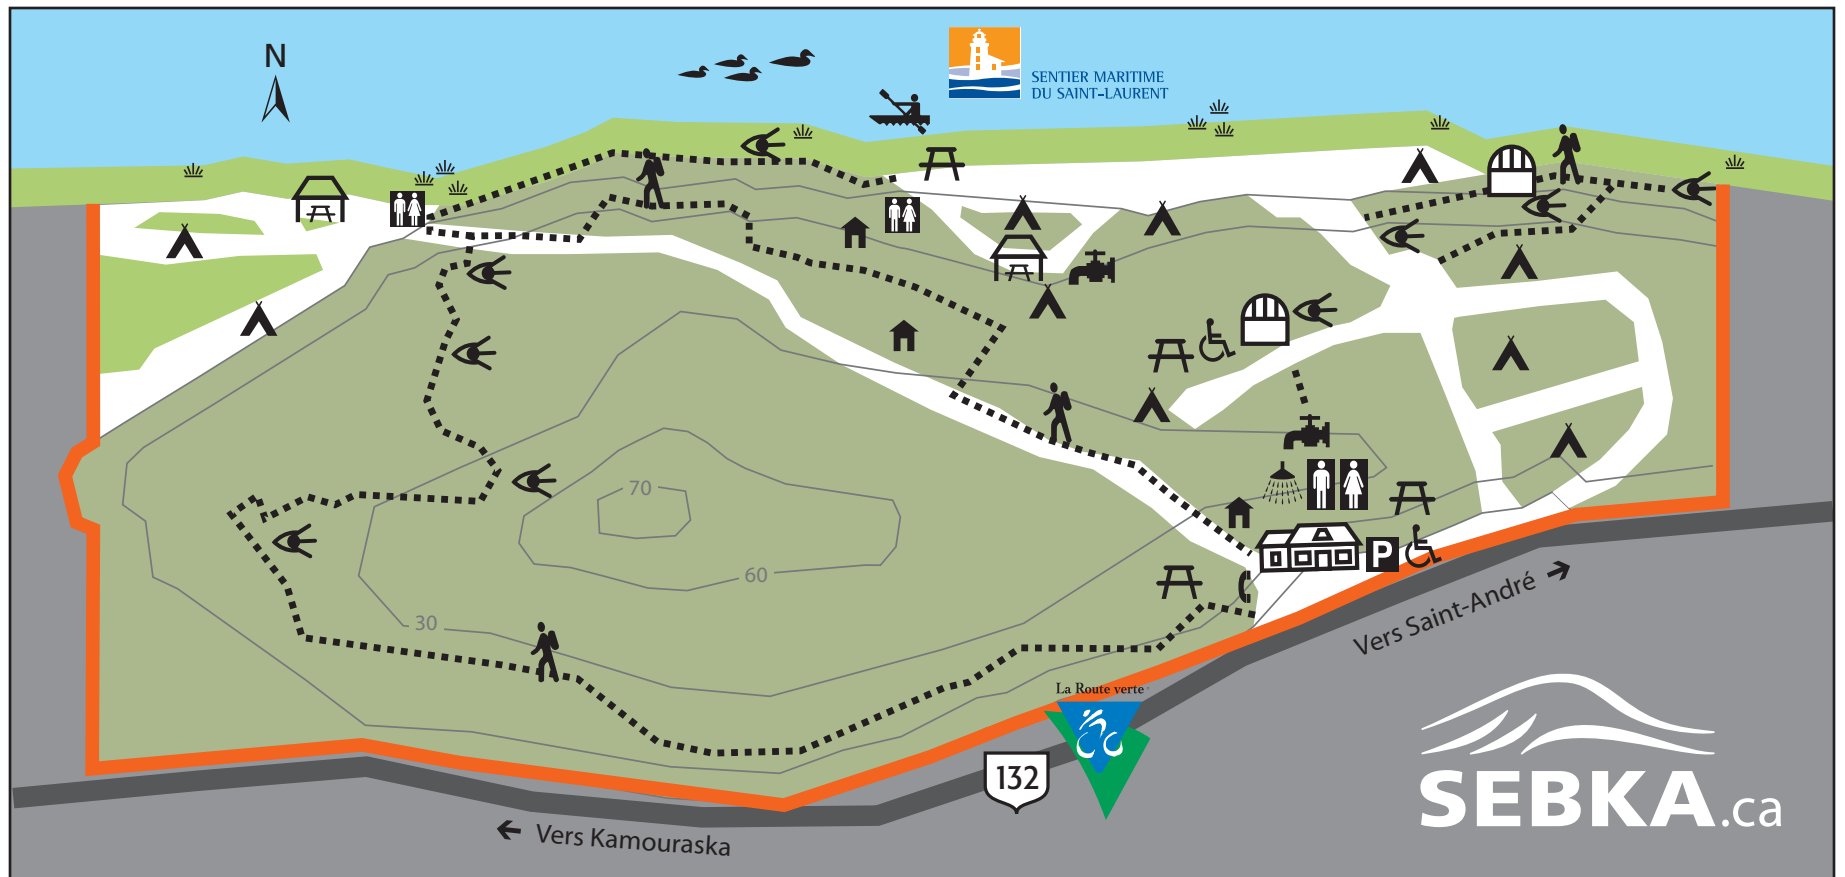 N
SENTIER MARITIME
DU SAINT-LAURENT
70
60
30
P
Vers Saint-André
La Route verte
132
Vers Kamouraska
SEBKA.ca